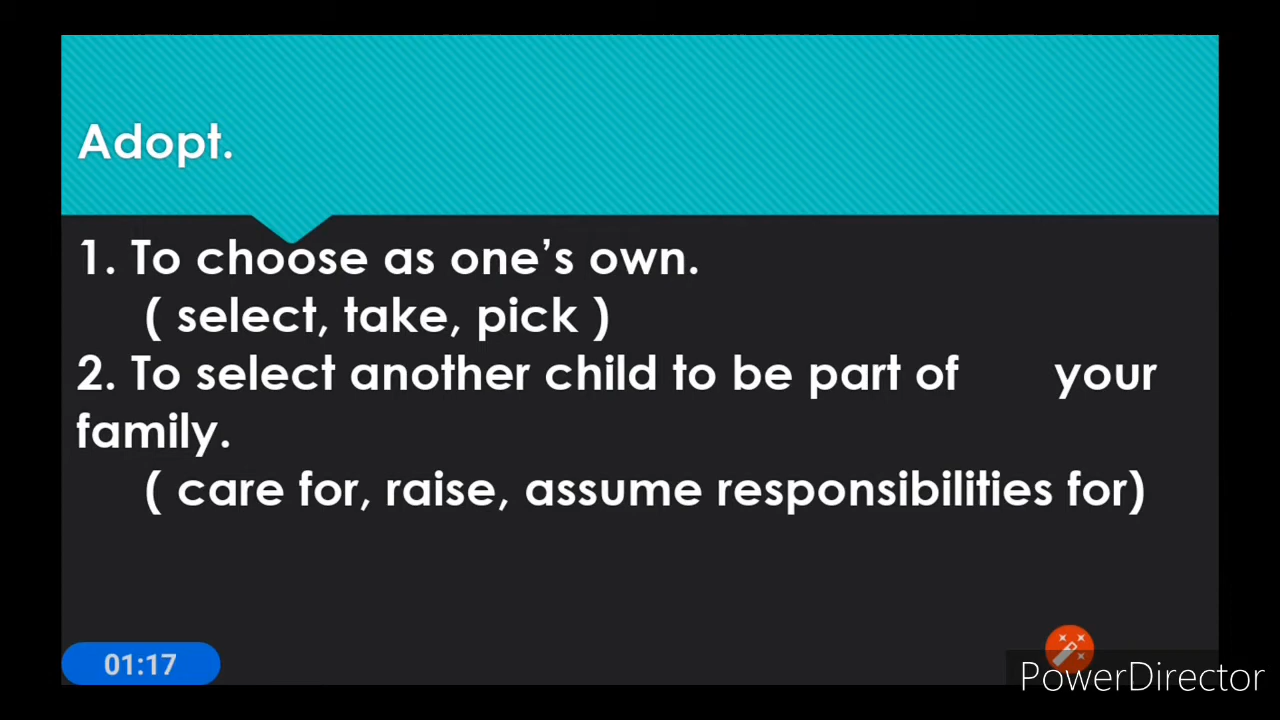 Adopt.
1. To choose as one’s own.
( select, take, pick )
2. To select another child to be part of your
family.
( care for, raise, assume responsibilities for)
01:17
PowerDirector